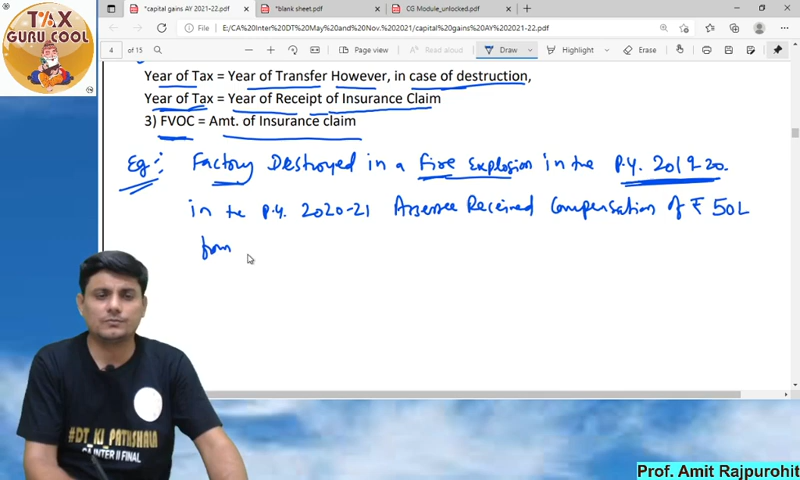 TAX
GURU COOL
*capital gains AY 2021-22.pdf
*blank sheet.pdf
CG Module_unlocked.pdf
File
E:/CA%20Inter%20DT%20May%20and%20Nov.%202021/capital%20gains%20AY%202021-22.pdf
4 of 15
Page view
Read aloud
Draw
Highlight
Erase
Year of Tax = Year of Transfer However, in case of destruction,
Year of Tax = Year of Receipt of Insurance Claim
3) FVOC = Amt. of Insurance claim
Eg:- Factory Destroyed in a Fire Explosion in the P.Y. 2019-20.
in the P.Y. 2020-21 Assessee Received Compensation of ₹ 50L
from
#DT KI PATHSHALA
CA INTER II FINAL
Prof. Amit Rajpurohit